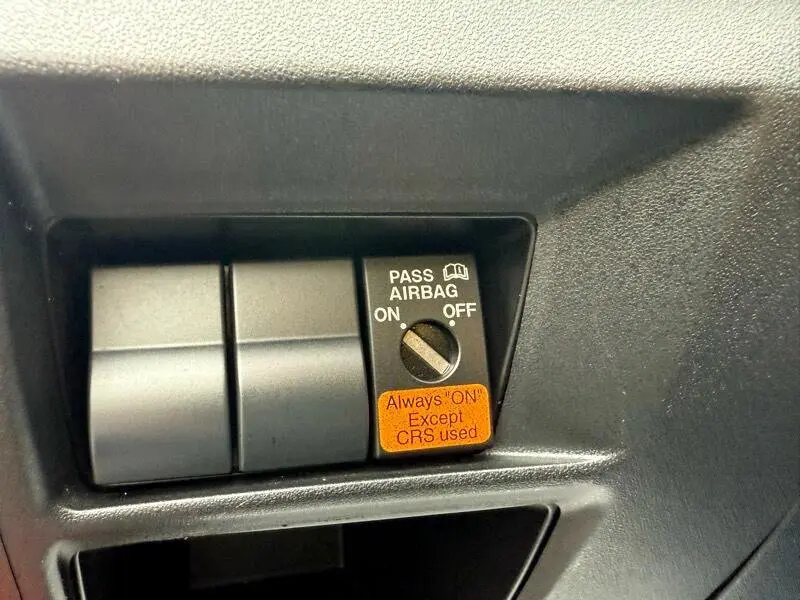 PASS
AIRBAG
ON OFF
Always "ON"
Except
CRS used